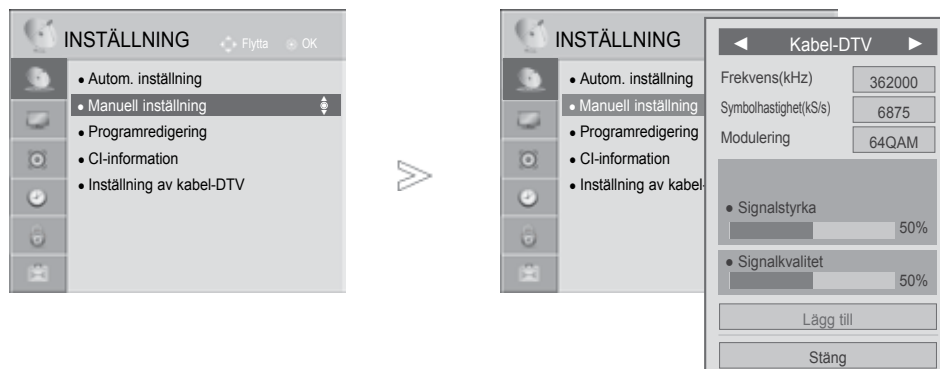 INSTÄLLNING Flytta OK
• Autom. inställning
• Manuell inställning
• Programredigering
• CI-information
• Inställning av kabel-DTV
INSTÄLLNING
• Autom. inställning
• Manuell inställning
• Programredigering
• CI-information
• Inställning av kabel-
◄ Kabel-DTV ►
Frekvens(kHz) 362000
Symbolhastighet(kS/s) 6875
Modulering 64QAM
• Signalstyrka
50%
• Signalkvalitet
50%
Lägg till
Stäng